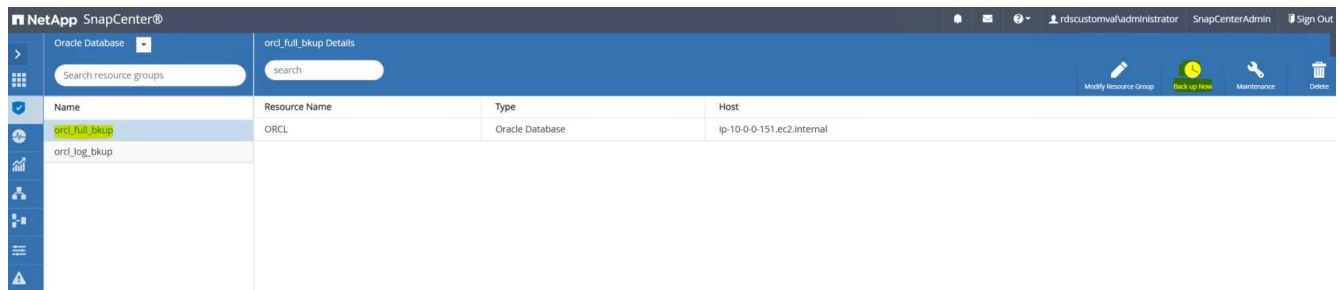 NetApp SnapCenter®
rdscustomval\administrator SnapCenterAdmin Sign Out
Oracle Database
Search resource groups
orcl_full_bkup Details
search
Modify Resource Group Back up Now Maintenance Delete
Name
orcl_full_bkup
orcl_log_bkup
Resource Name Type Host
ORCL Oracle Database ip-10-0-0-151.ec2.internal